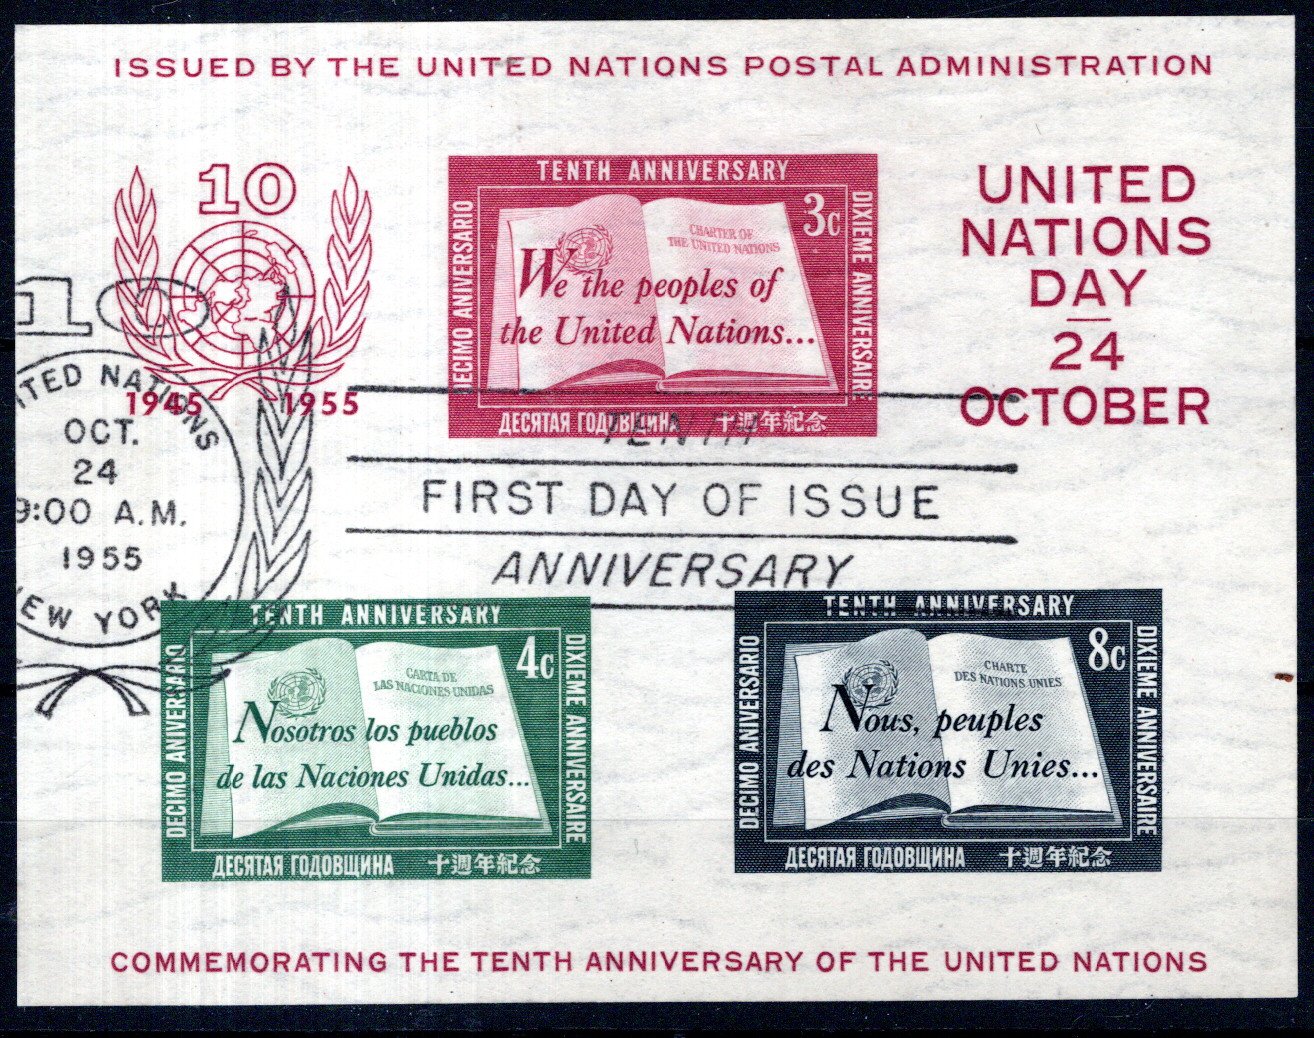 ISSUED BY THE UNITED NATIONS POSTAL ADMINISTRATION
10
1945 1955
TENTH ANNIVERSARY
3c
DECIMO ANIVERSARIO
DIXIEME ANNIVERSAIRE
CHARTER OF
THE UNITED NATIONS
We the peoples of
the United Nations...
ДЕСЯТАЯ ГОДОВЩИНА 十週年紀念
UNITED
NATIONS
DAY
24
OCTOBER
10
ITED NATIONS
OCT.
24
9:00 A.M.
1955
NEW YORK
TENTH
FIRST DAY OF ISSUE
ANNIVERSARY
TENTH ANNIVERSARY
4c
DECIMO ANIVERSARIO
DIXIEME ANNIVERSAIRE
CARTA DE
LAS NACIONES UNIDAS
Nosotros los pueblos
de las Naciones Unidas...
ДЕСЯТАЯ ГОДОВЩИНА 十週年紀念
TENTH ANNIVERSARY
8c
DECIMO ANIVERSARIO
DIXIEME ANNIVERSAIRE
CHARTE
DES NATIONS UNIES
Nous, peuples
des Nations Unies...
ДЕСЯТАЯ ГОДОВЩИНА 十週年紀念
COMMEMORATING THE TENTH ANNIVERSARY OF THE UNITED NATIONS